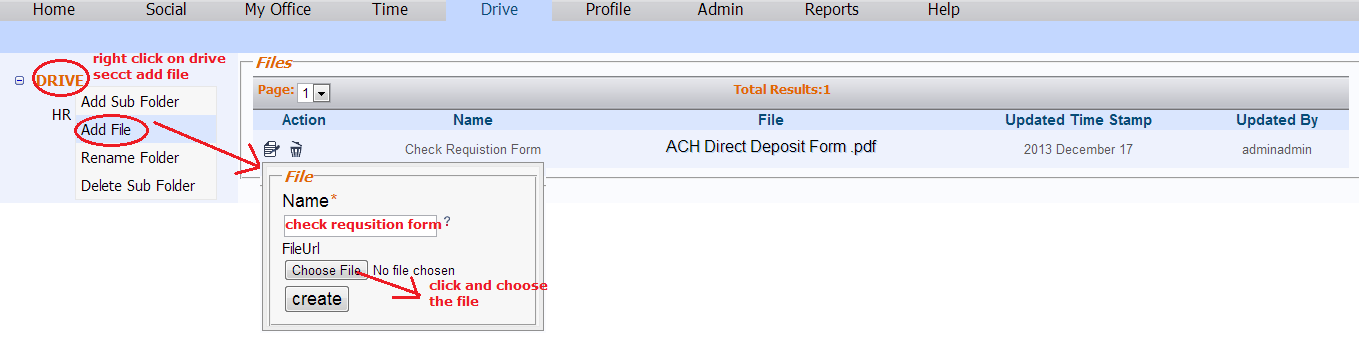 Home Social My Office Time Drive Profile Admin Reports Help
right click on drive
secct add file
DRIVE
HR
Add Sub Folder
Add File
Rename Folder
Delete Sub Folder
Files
Page: 1 Total Results:1
Action Name File Updated Time Stamp Updated By
Check Requistion Form ACH Direct Deposit Form .pdf 2013 December 17 adminadmin
File
Name*
check requsition form ?
FileUrl
Choose File No file chosen
click and choose
the file
create